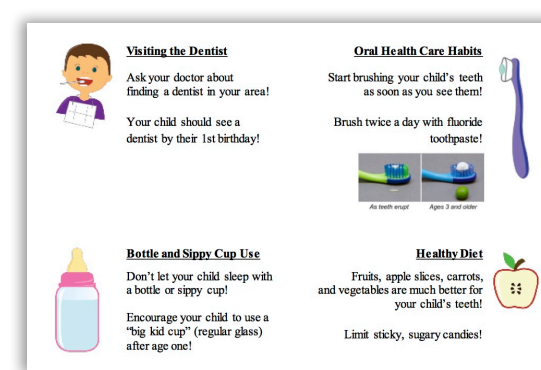 Visiting the Dentist
Ask your doctor about
finding a dentist in your area!
Your child should see a
dentist by their 1st birthday!
Oral Health Care Habits
Start brushing your child's teeth
as soon as you see them!
Brush twice a day with fluoride
toothpaste!
As teeth erupt
Ages 3 and older
Bottle and Sippy Cup Use
Don't let your child sleep with
a bottle or sippy cup!
Encourage your child to use a
“big kid cup” (regular glass)
after age one!
Healthy Diet
Fruits, apple slices, carrots,
and vegetables are much better for
your child's teeth!
Limit sticky, sugary candies!